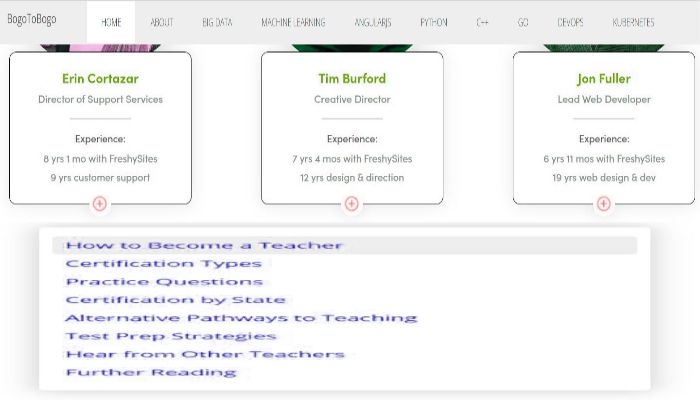 BogoToBogo HOME ABOUT BIG DATA MACHINE LEARNING ANGULARJS PYTHON C++ GO DEVOPS KUBERNETES
Erin Cortazar
Director of Support Services
Experience:
8 yrs 1 mo with FreshySites
9 yrs customer support
Tim Burford
Creative Director
Experience:
7 yrs 4 mos with FreshySites
12 yrs design & direction
Jon Fuller
Lead Web Developer
Experience:
6 yrs 11 mos with FreshySites
19 yrs web design & dev
How to Become a Teacher
Certification Types
Practice Questions
Certification by State
Alternative Pathways to Teaching
Test Prep Strategies
Hear from Other Teachers
Further Reading